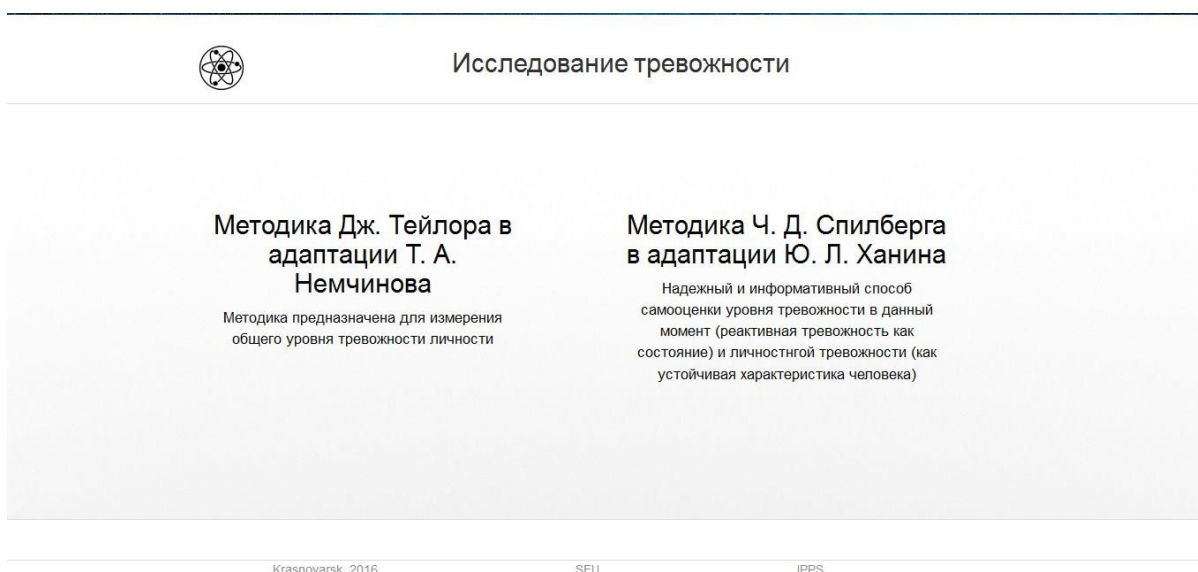 Исследование тревожности
Методика Дж. Тейлора в
адаптации Т. А.
Немчинова
Методика предназначена для измерения
общего уровня тревожности личности
Методика Ч. Д. Спилберга
в адаптации Ю. Л. Ханина
Надежный и информативный способ
самооценки уровня тревожности в данный
момент (реактивная тревожность как
состояние) и личностнгой тревожности (как
устойчивая характеристика человека)
Krasnoyarsk, 2016
SFU
IPPS